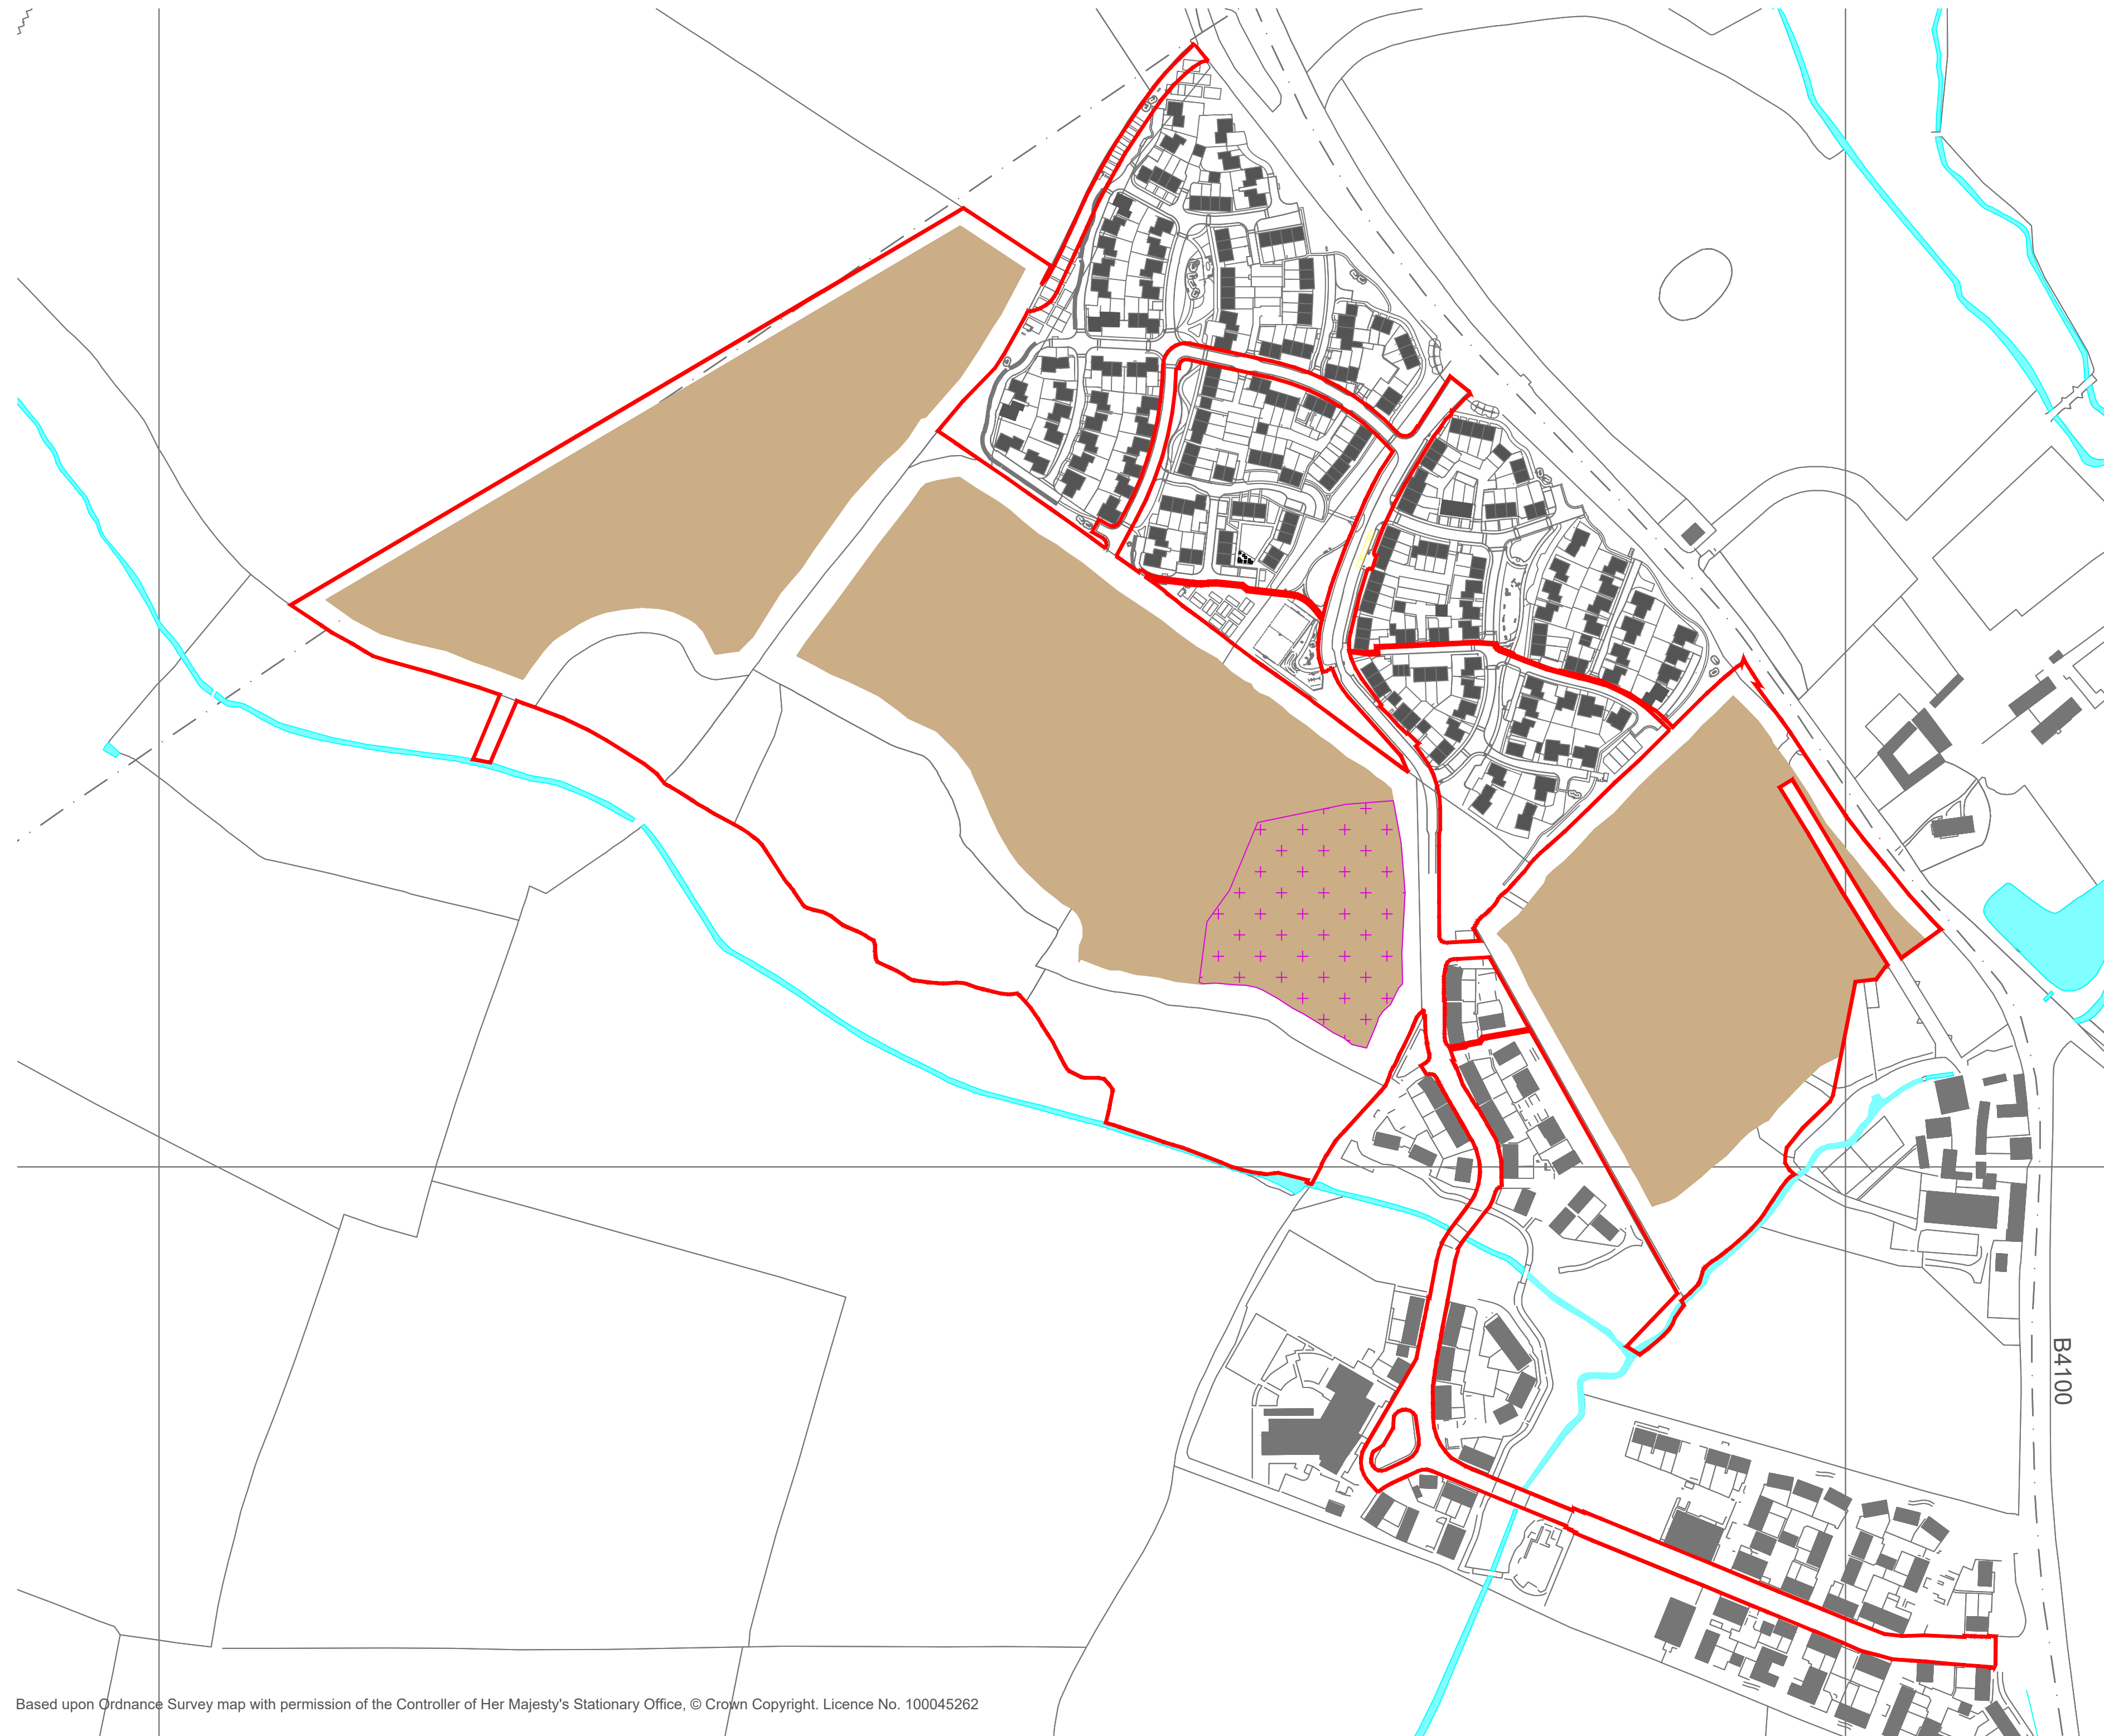 B4100
Based upon Ordnance Survey map with permission of the Controller of Her Majesty's Stationary Office, © Crown Copyright. Licence No. 100045262